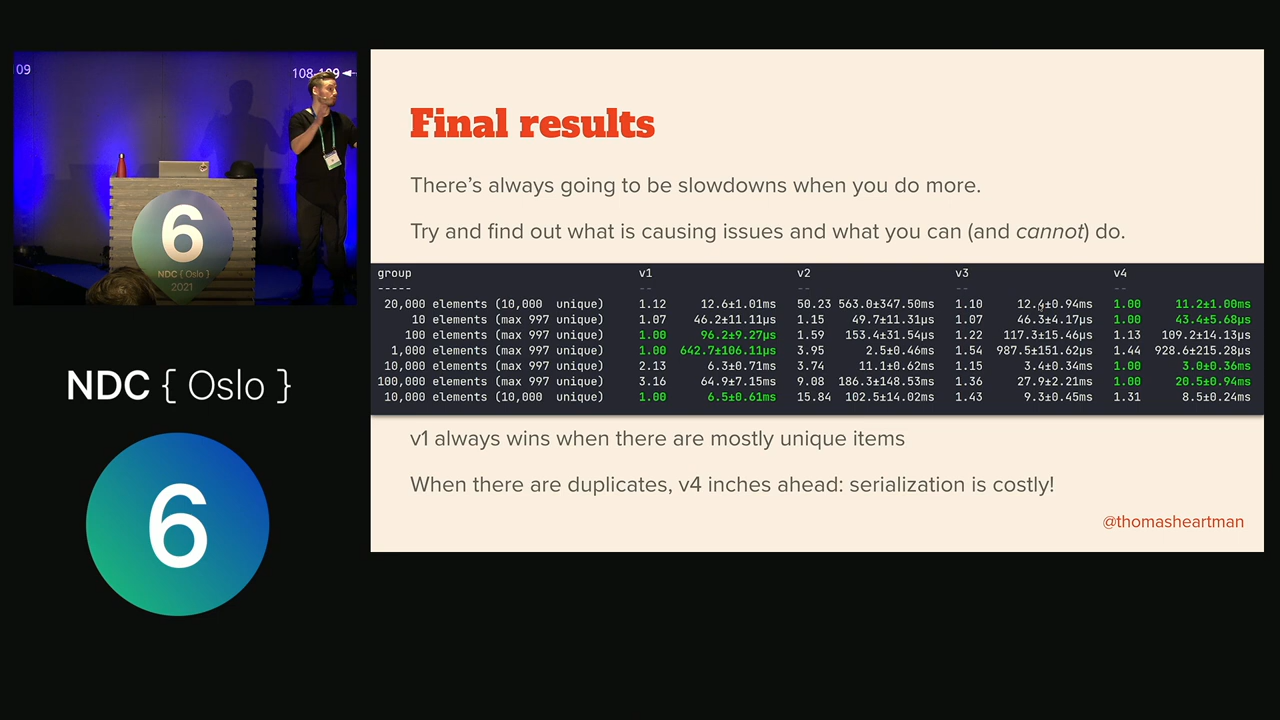 09
108-109
6
NDC { Oslo }
2021
NDC { Oslo }
6
Final results
There’s always going to be slowdowns when you do more.
Try and find out what is causing issues and what you can (and cannot) do.
group v1 v2 v3 v4
----- -- -- -- --
20,000 elements (10,000 unique) 1.12 12.6±1.01ms 50.23 563.0±347.50ms 1.10 12.4±0.94ms 1.00 11.2±1.00ms
10 elements (max 997 unique) 1.07 46.2±11.11µs 1.15 49.7±11.31µs 1.07 46.3±4.17µs 1.00 43.4±5.68µs
100 elements (max 997 unique) 1.00 96.2±9.27µs 1.59 153.4±31.54µs 1.22 117.3±15.46µs 1.13 109.2±14.13µs
1,000 elements (max 997 unique) 1.00 642.7±106.11µs 3.95 2.5±0.46ms 1.54 987.5±151.62µs 1.44 928.6±215.28µs
10,000 elements (max 997 unique) 2.13 6.3±0.71ms 3.74 11.1±0.62ms 1.15 3.4±0.34ms 1.00 3.0±0.36ms
100,000 elements (max 997 unique) 3.16 64.9±7.15ms 9.08 186.3±148.53ms 1.36 27.9±2.21ms 1.00 20.5±0.94ms
10,000 elements (10,000 unique) 1.00 6.5±0.61ms 15.84 102.5±14.02ms 1.43 9.3±0.45ms 1.31 8.5±0.24ms
v1 always wins when there are mostly unique items
When there are duplicates, v4 inches ahead: serialization is costly!
@thomasheartman